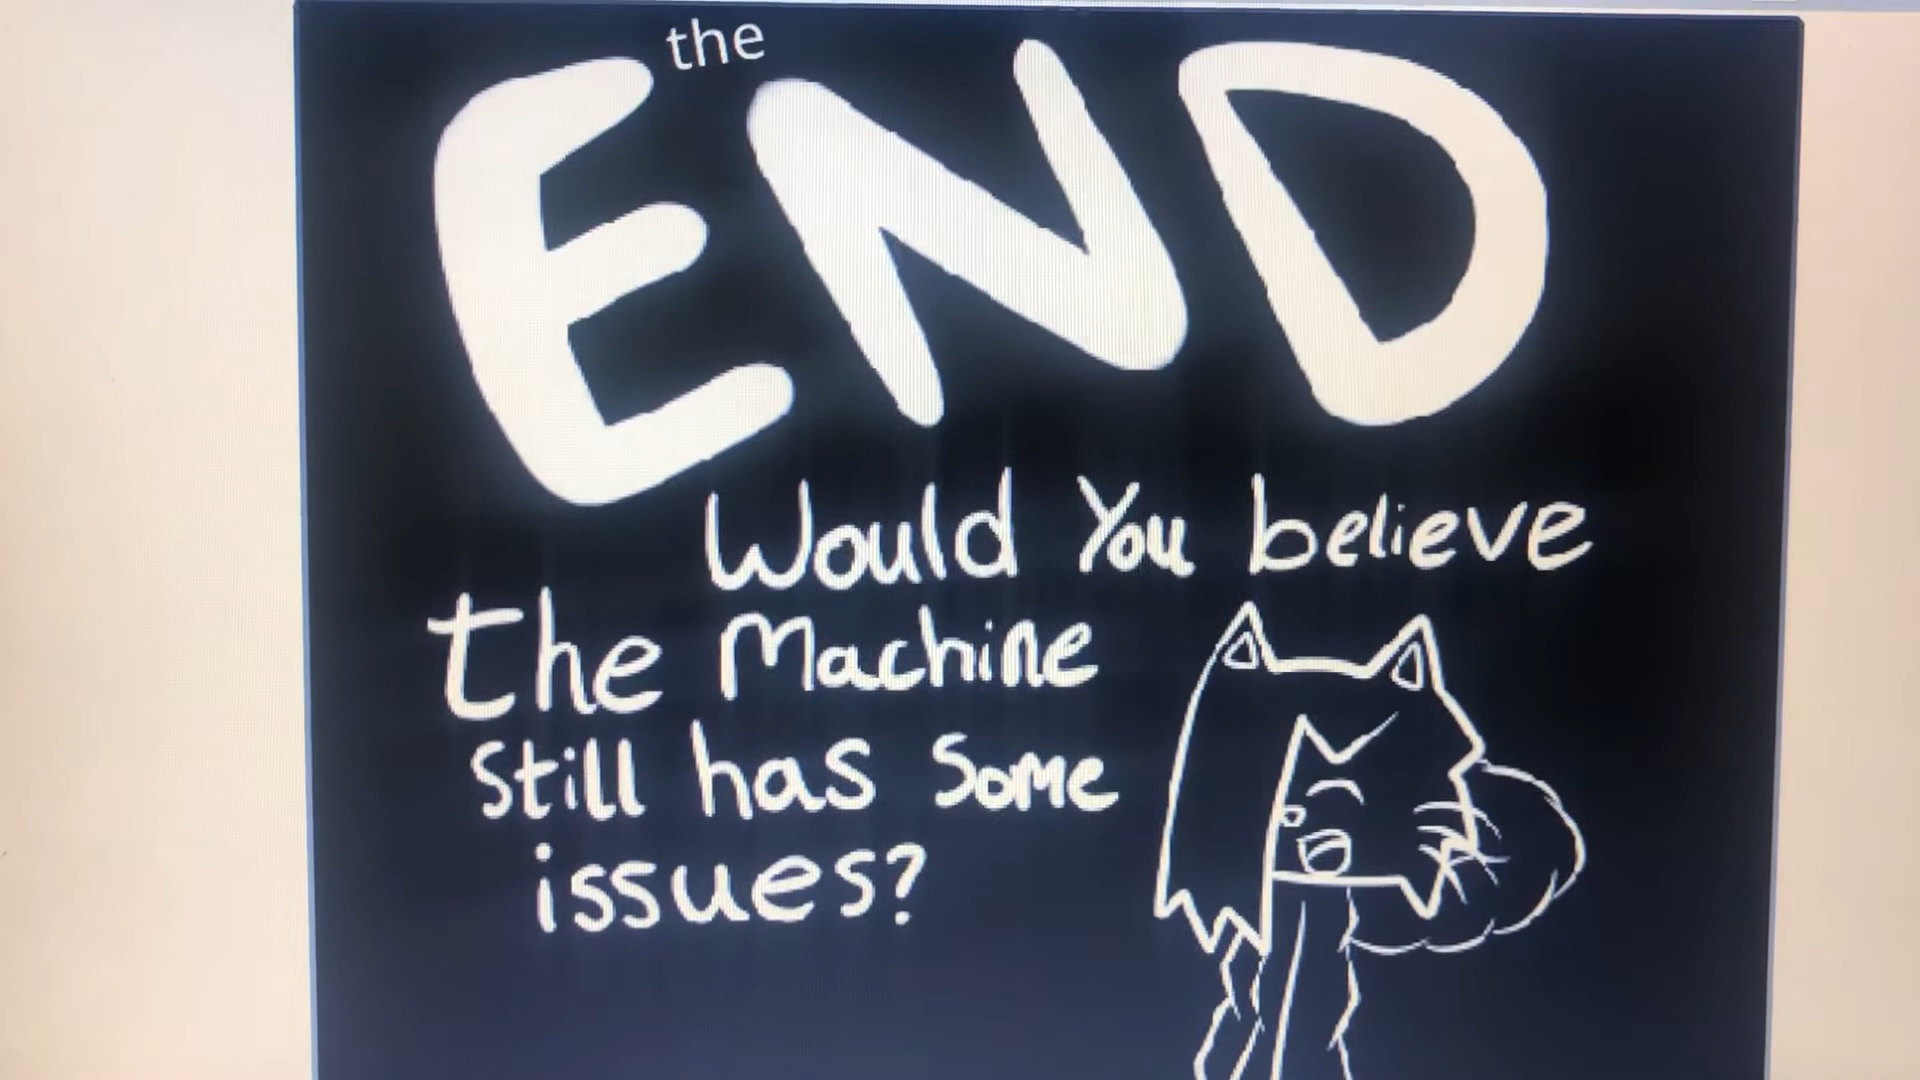 the
END
Would You believe
the Machine
Still has Some
issues?